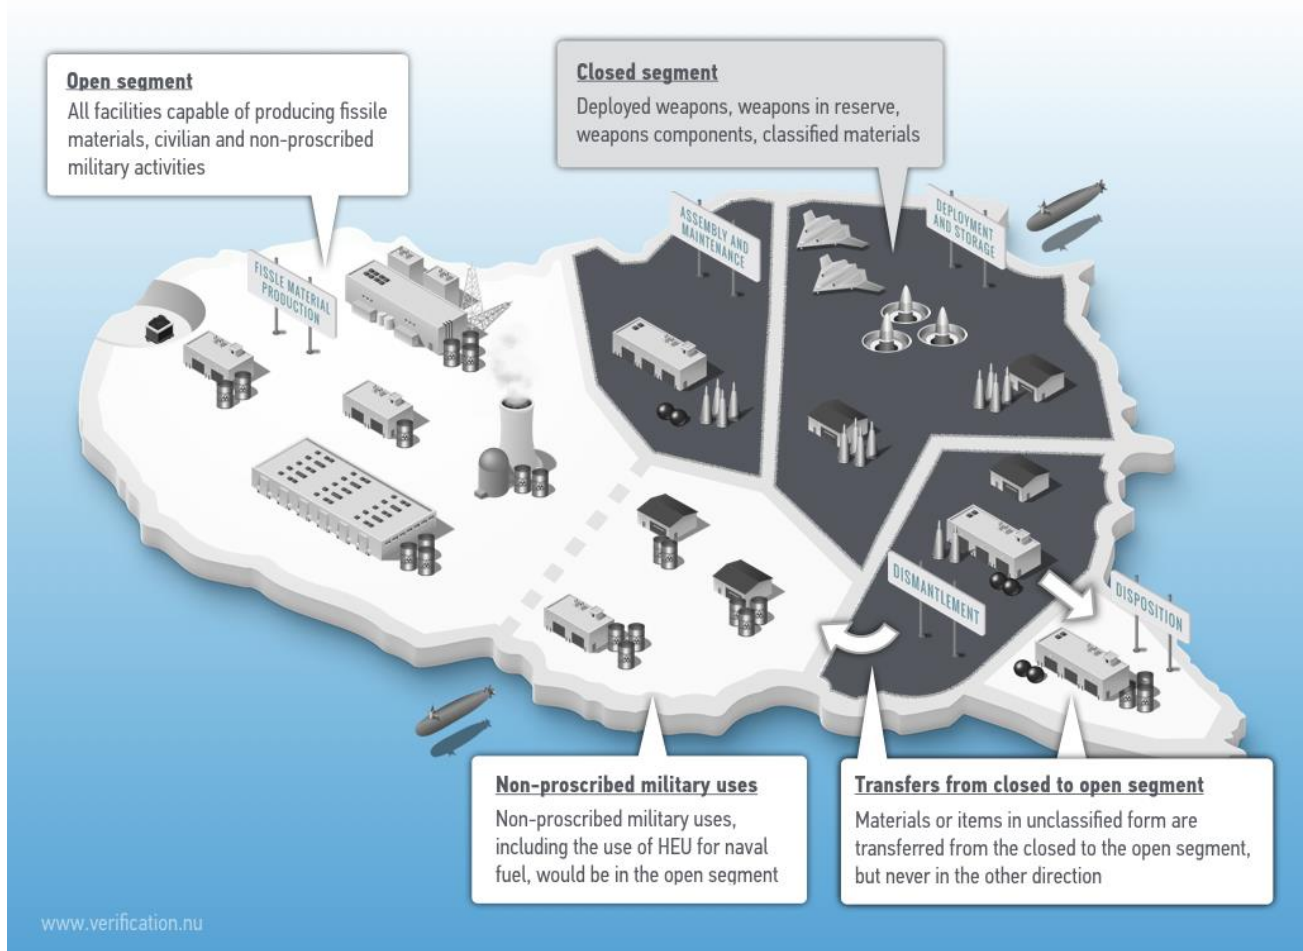 Open segment
All facilities capable of producing fissile
materials, civilian and non-proscribed
military activities
Closed segment
Deployed weapons, weapons in reserve,
weapons components, classified materials
FISSLE MATERIAL
PRODUCTION
ASSEMBLY AND
MAINTENANCE
DEPLOYMENT
AND STORAGE
DISMANTLEMENT
DISPOSITION
Non-proscribed military uses
Non-proscribed military uses,
including the use of HEU for naval
fuel, would be in the open segment
Transfers from closed to open segment
Materials or items in unclassified form are
transferred from the closed to the open segment,
but never in the other direction
www.verification.nu